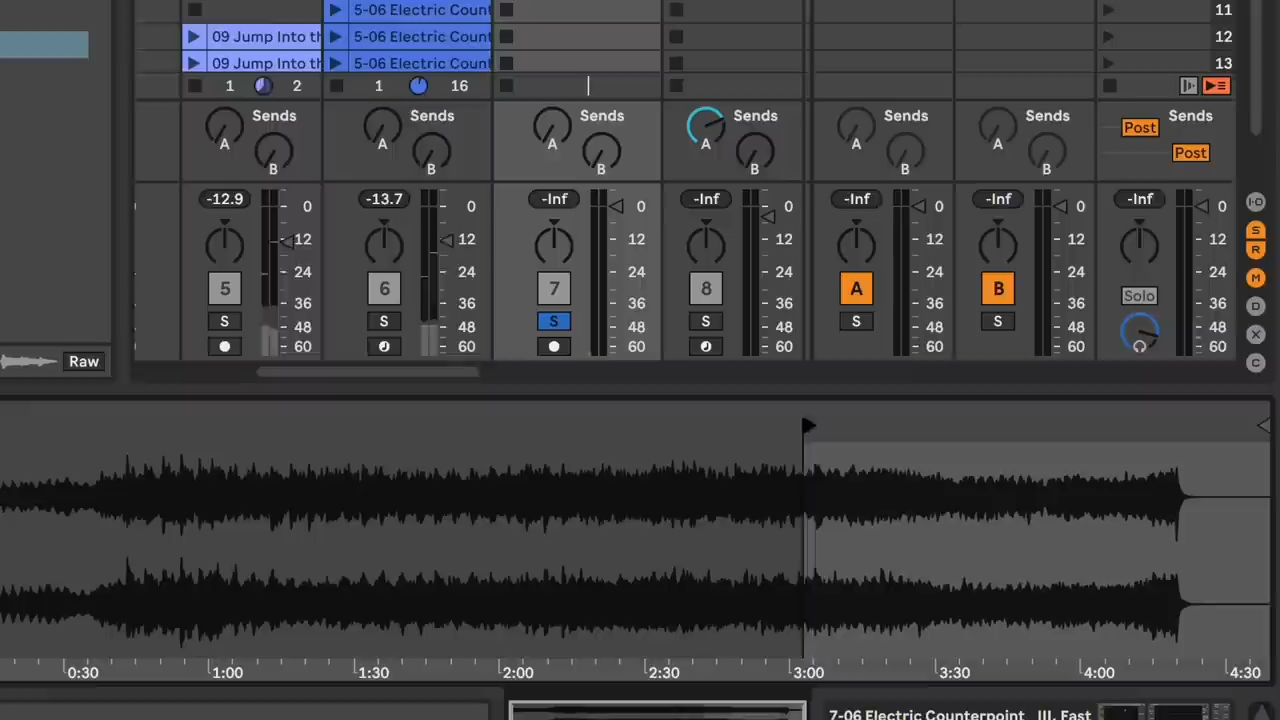 5-06 Electric Count 11
09 Jump Into th 5-06 Electric Count 12
09 Jump Into th 5-06 Electric Count 13
1 2 1 16
Sends Sends Sends Sends Sends Sends Post Sends
A A A A A A
B B B B B B Post
-12.9 -13.7 -Inf -Inf -Inf -Inf -Inf
0 0 0 0 0 0 0
I-O
S
12 12 12 12 12 12 12
R
24 24 24 24 24 24 24
M
5 6 7 8 A B Solo
36 36 36 36 36 36 36
D
S S S S S S
48 48 48 48 48 48 48
X
60 60 60 60 60 60 60
Raw C
0:30 1:00 1:30 2:00 2:30 3:00 3:30 4:00 4:30
7-06 Electric Counterpoint_ III. Fast